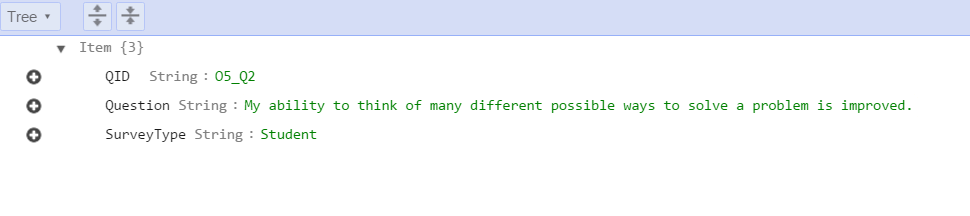 Tree
Item {3}
QID String : O5_Q2
Question String : My ability to think of many different possible ways to solve a problem is improved.
SurveyType String : Student